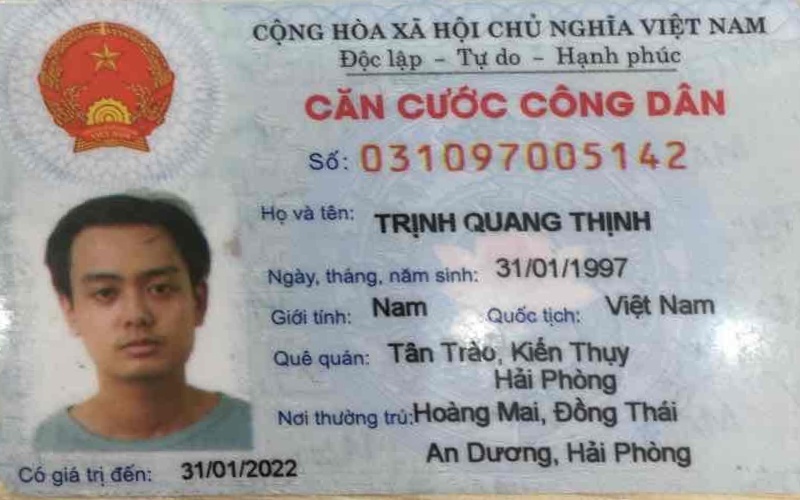 CỘNG HÒA XÃ HỘI CHỦ NGHĨA VIỆT NAM
Độc lập - Tự do - Hạnh phúc
CĂN CƯỚC CÔNG DÂN
Số: 031097005142
Họ và tên: TRỊNH QUANG THỊNH
Ngày, tháng, năm sinh: 31/01/1997
Giới tính: Nam Quốc tịch: Việt Nam
Quê quán: Tân Trào, Kiến Thụy
Hải Phòng
Nơi thường trú: Hoàng Mai, Đồng Thái
An Dương, Hải Phòng
Có giá trị đến: 31/01/2022